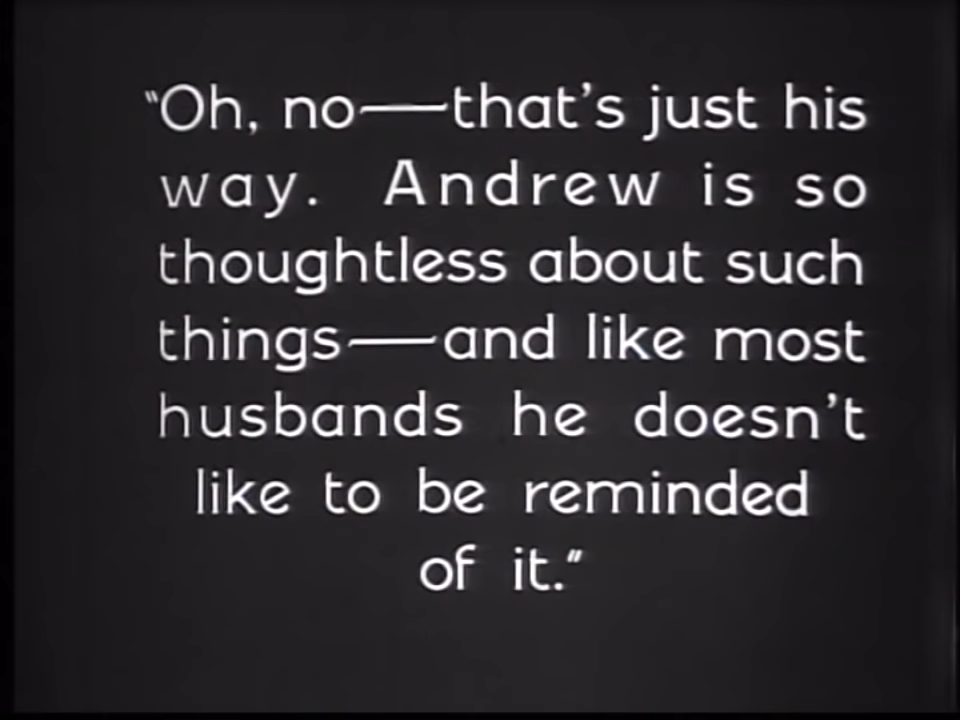 "Oh, no—that's just his
way. Andrew is so
thoughtless about such
things—and like most
husbands he doesn't
like to be reminded
of it."